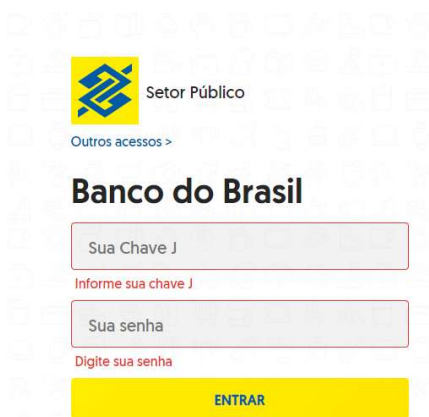 Setor Público
Outros acessos >
Banco do Brasil
Sua Chave J
Informe sua chave J
Sua senha
Digite sua senha
ENTRAR